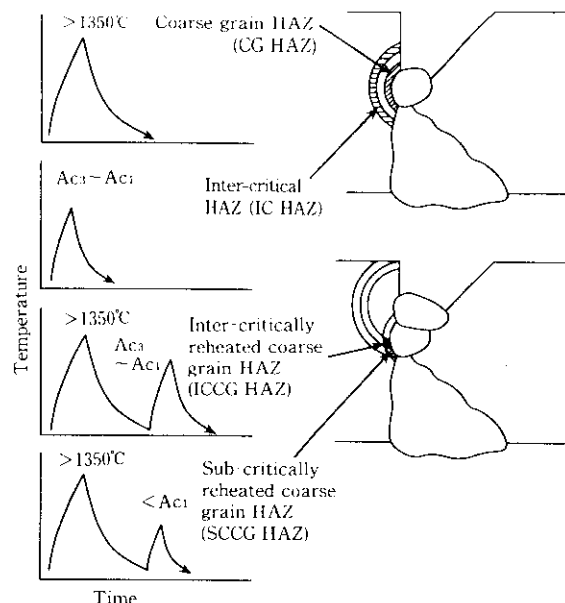 >1350℃
Coarse grain HAZ
(CG HAZ)
Ac₃~Ac₁
Inter-critical
HAZ (IC HAZ)
Temperature
>1350℃
Ac₃
~Ac₁
Inter-critically
reheated coarse
grain HAZ
(ICCG HAZ)
>1350℃
<Ac₁
Sub-critically
reheated coarse
grain HAZ
(SCCG HAZ)
Time